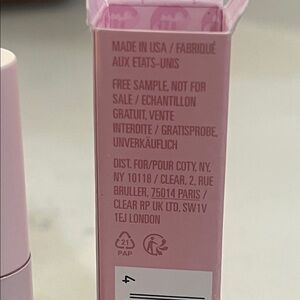 MADE IN USA / FABRIQUÉ
AUX ETATS-UNIS
FREE SAMPLE, NOT FOR
SALE / ECHANTILLON
GRATUIT, VENTE
INTERDITE / GRATISPROBE,
UNVERKÄUFLICH
DIST. FOR/POUR COTY, NY,
NY 10118 / CLEAR, 2, RUE
BRULLER, 75014 PARIS /
CLEAR RP UK LTD, SW1V
1EJ LONDON
21
PAP
4